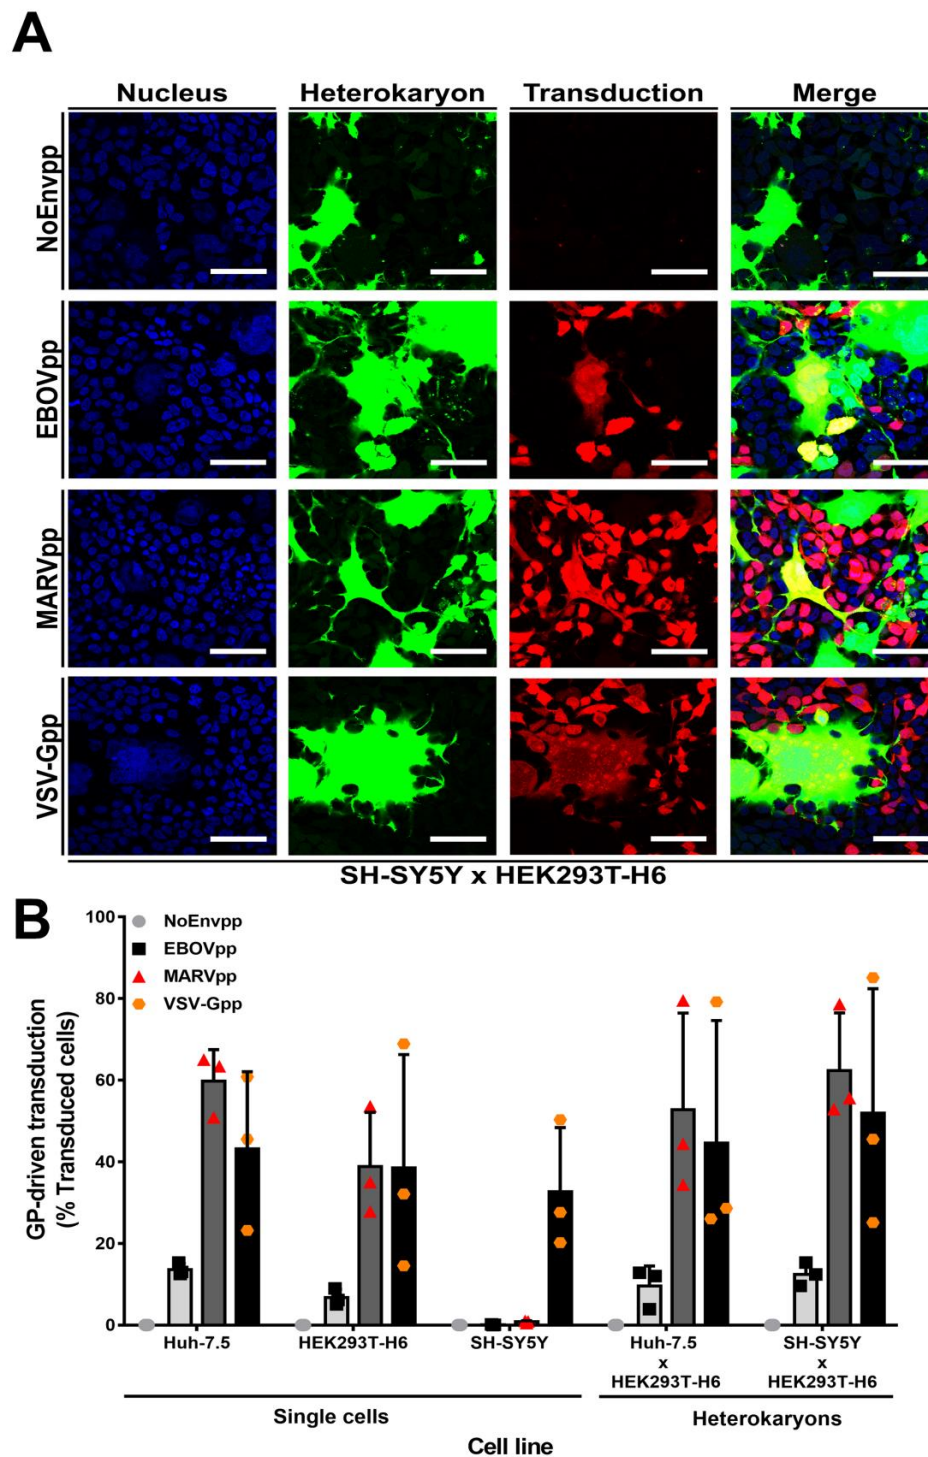 A
Nucleus Heterokaryon Transduction Merge
NoEnvpp
EBOVpp
MARVpp
VSV-Gpp
SH-SY5Y x HEK293T-H6
B
NoEnvpp
EBOVpp
MARVpp
VSV-Gpp
GP-driven transduction
(% Transduced cells)
100
80
60
40
20
0
Huh-7.5 HEK293T-H6 SH-SY5Y Huh-7.5 SH-SY5Y
x x
HEK293T-H6 HEK293T-H6
Single cells Heterokaryons
Cell line